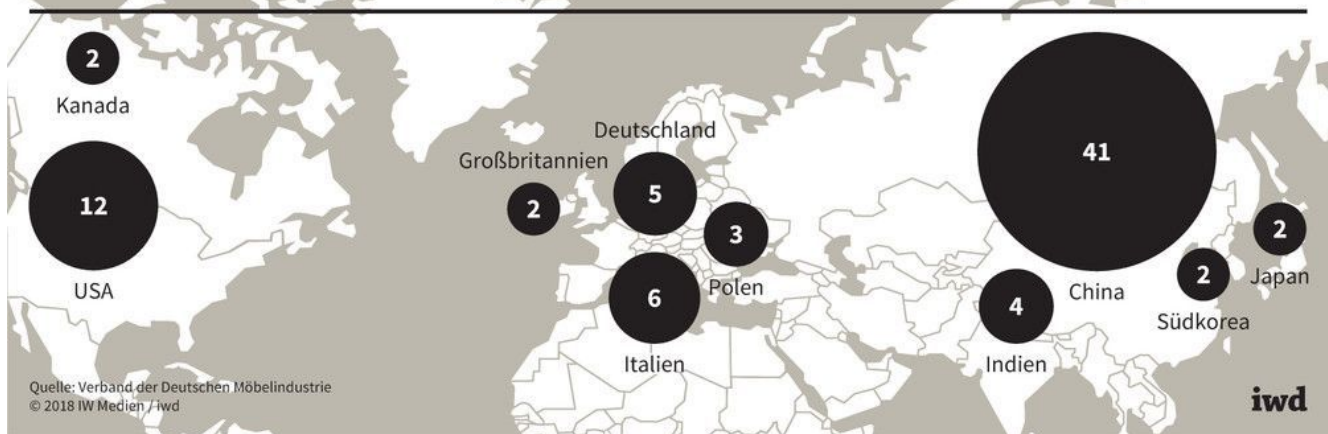 2
Kanada
12
USA
Großbritannien
2
Deutschland
5
3
Polen
6
Italien
41
China
4
Indien
2
Südkorea
2
Japan
Quelle: Verband der Deutschen Möbelindustrie
© 2018 IW Medien / iwd
iwd